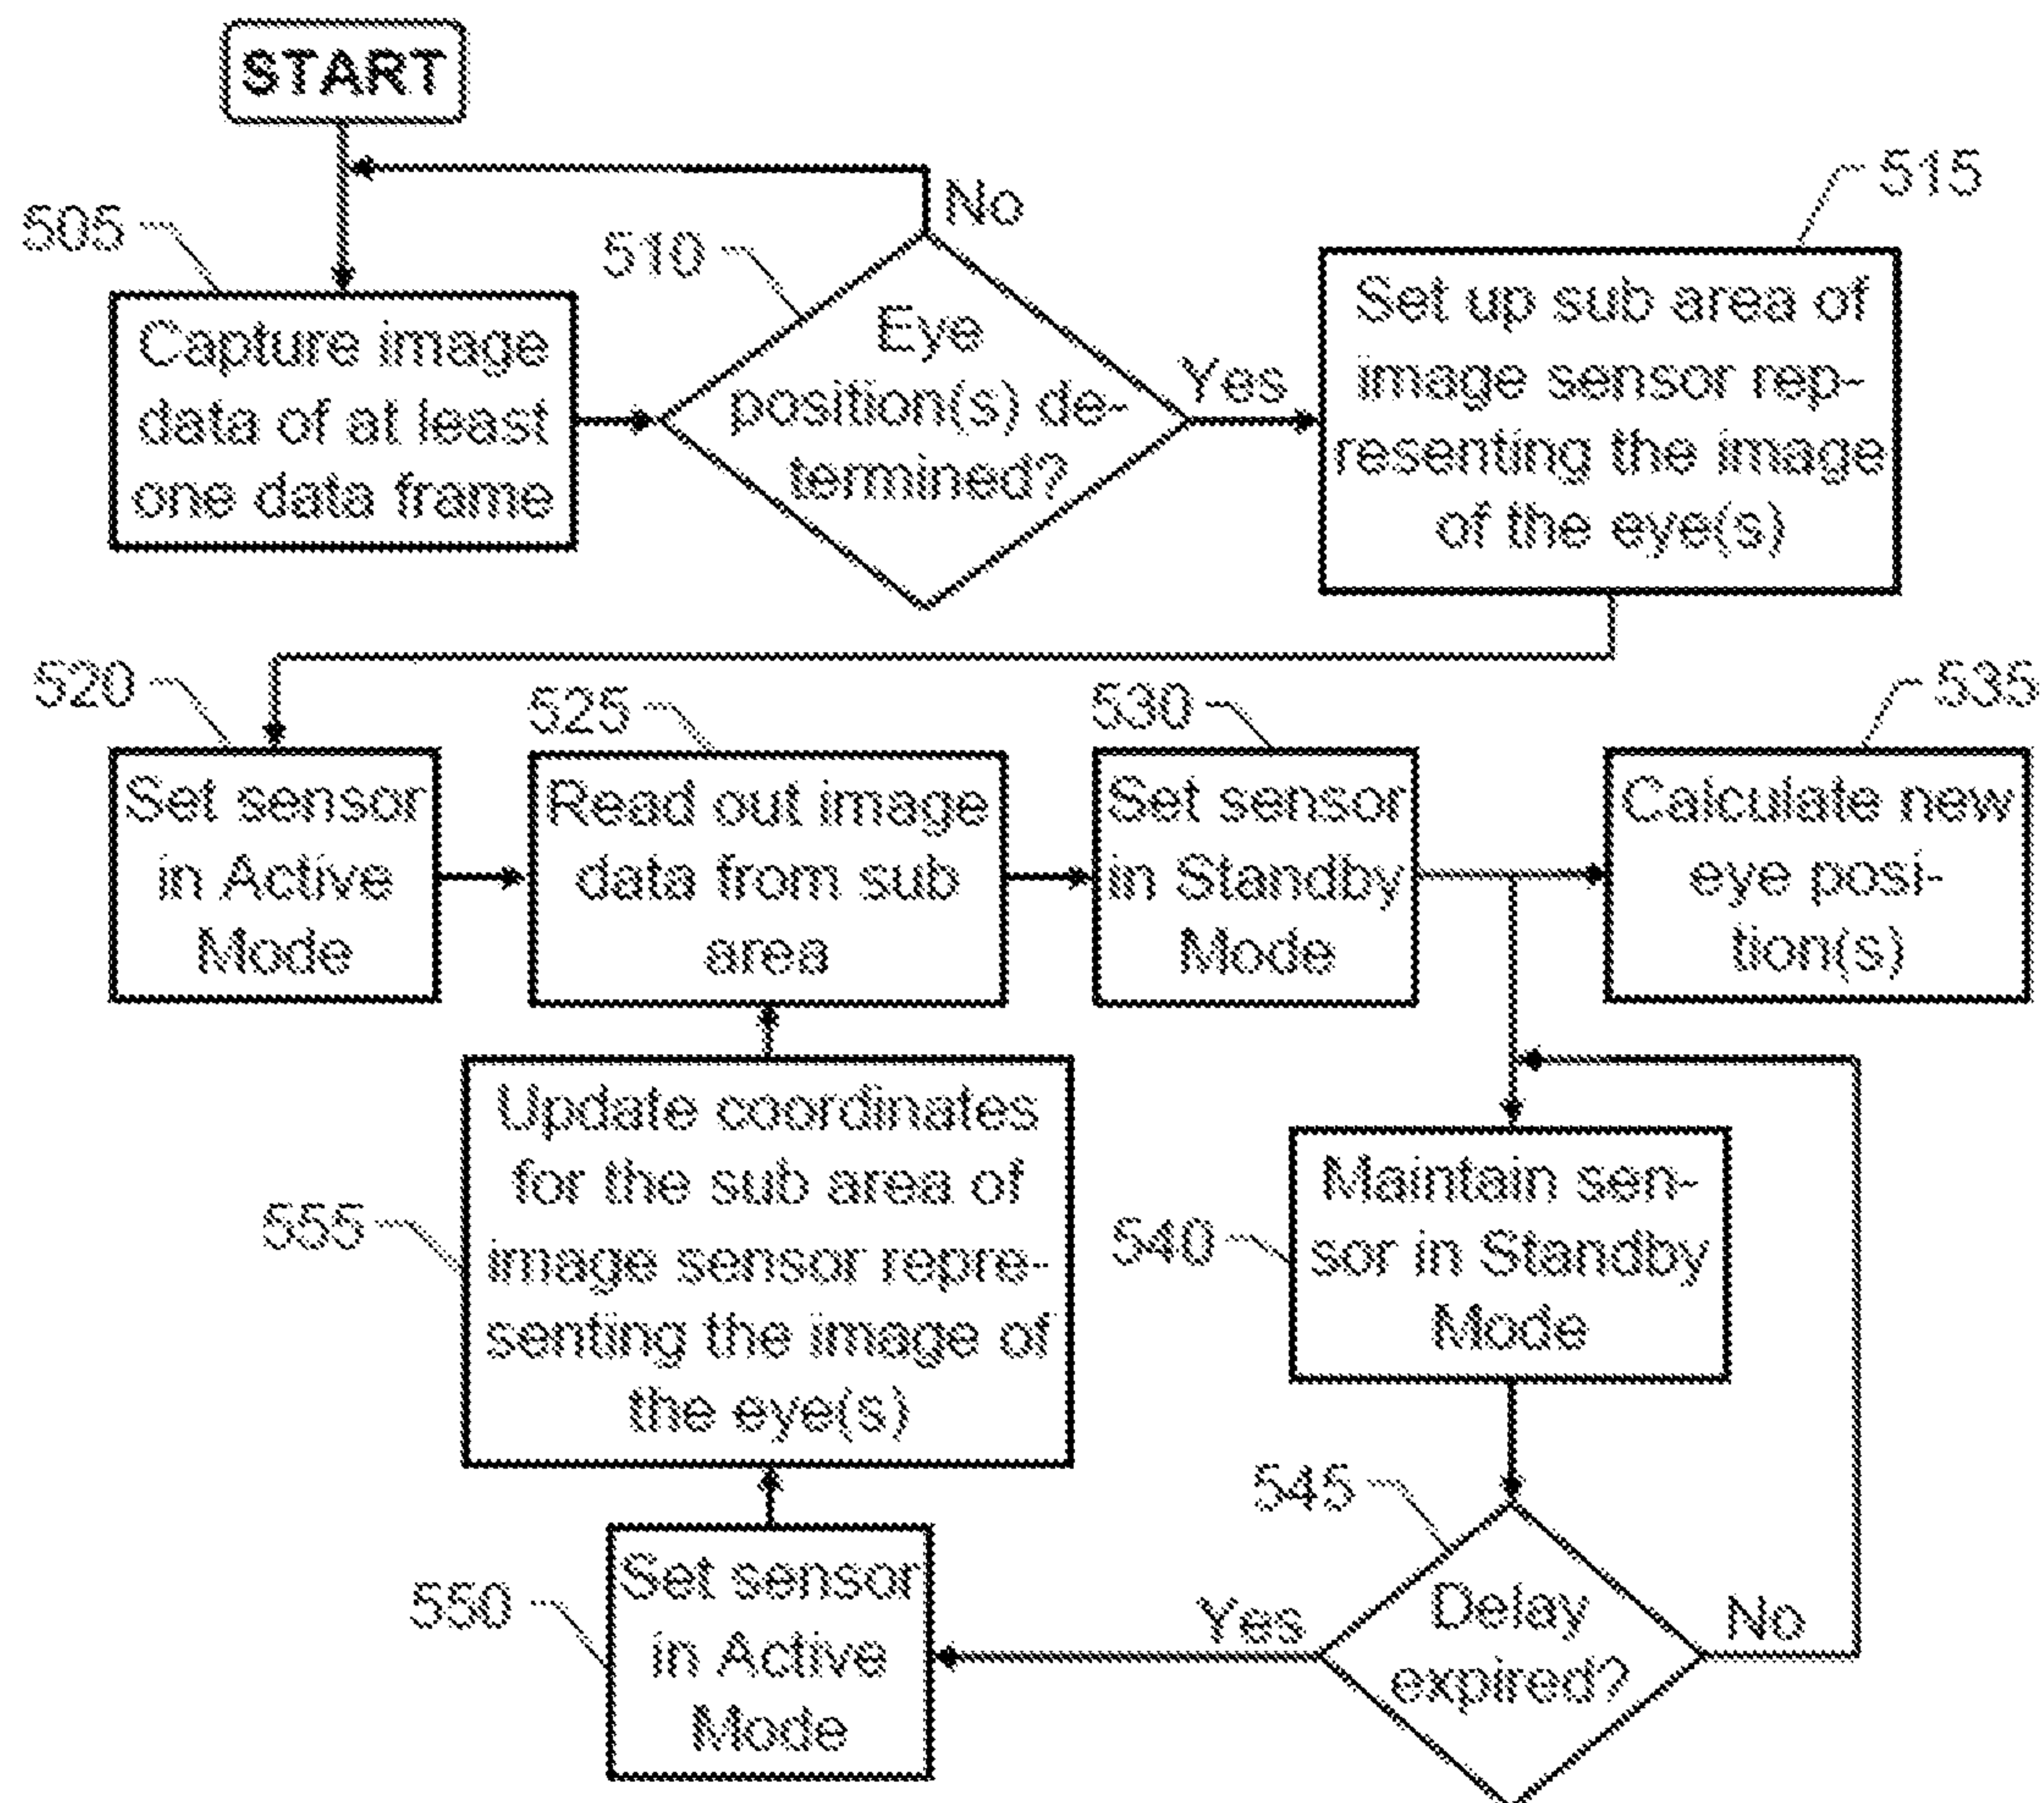 START
No
505
Capture image
data of at least
one data frame
510
Eye
position(s) de-
termined?
Yes
515
Set up sub area of
image sensor rep-
resenting the image
of the eye(s)
520
Set sensor
in Active
Mode
525
Read out image
data from sub
area
530
Set sensor
in Standby
Mode
535
Calculate new
eye posi-
tion(s)
555
Update coordinates
for the sub area of
image sensor repre-
senting the image of
the eye(s)
540
Maintain sen-
sor in Standby
Mode
545
Delay
expired?
Yes
No
550
Set sensor
in Active
Mode